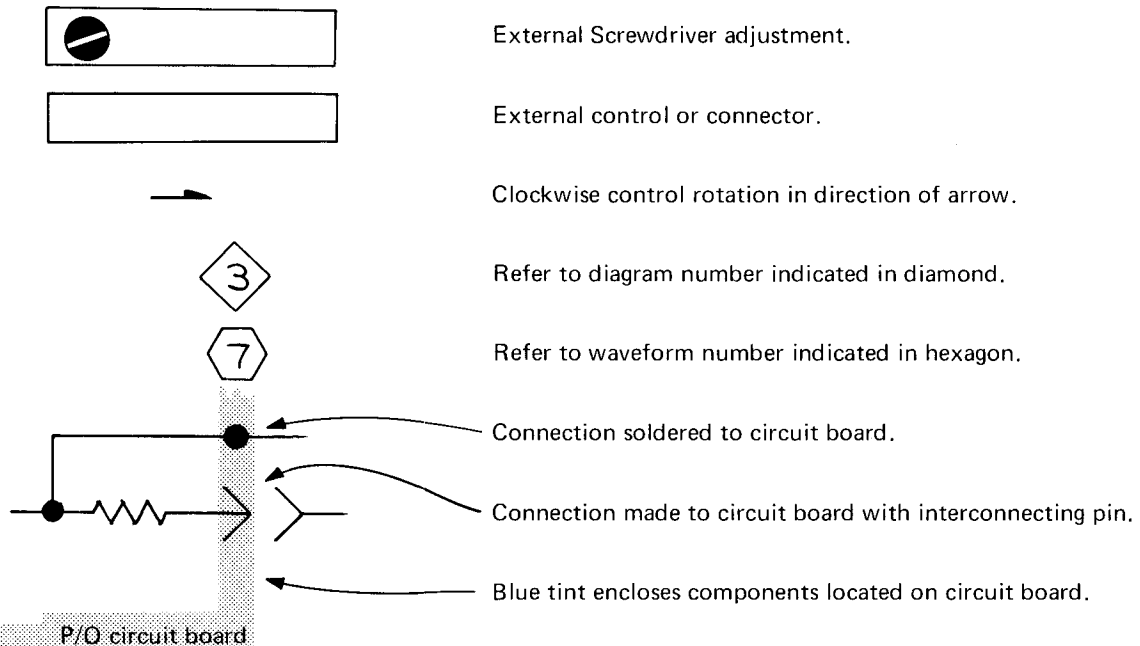 External Screwdriver adjustment.
External control or connector.
Clockwise control rotation in direction of arrow.
3
Refer to diagram number indicated in diamond.
7
Refer to waveform number indicated in hexagon.
Connection soldered to circuit board.
Connection made to circuit board with interconnecting pin.
Blue tint encloses components located on circuit board.
P/O circuit board